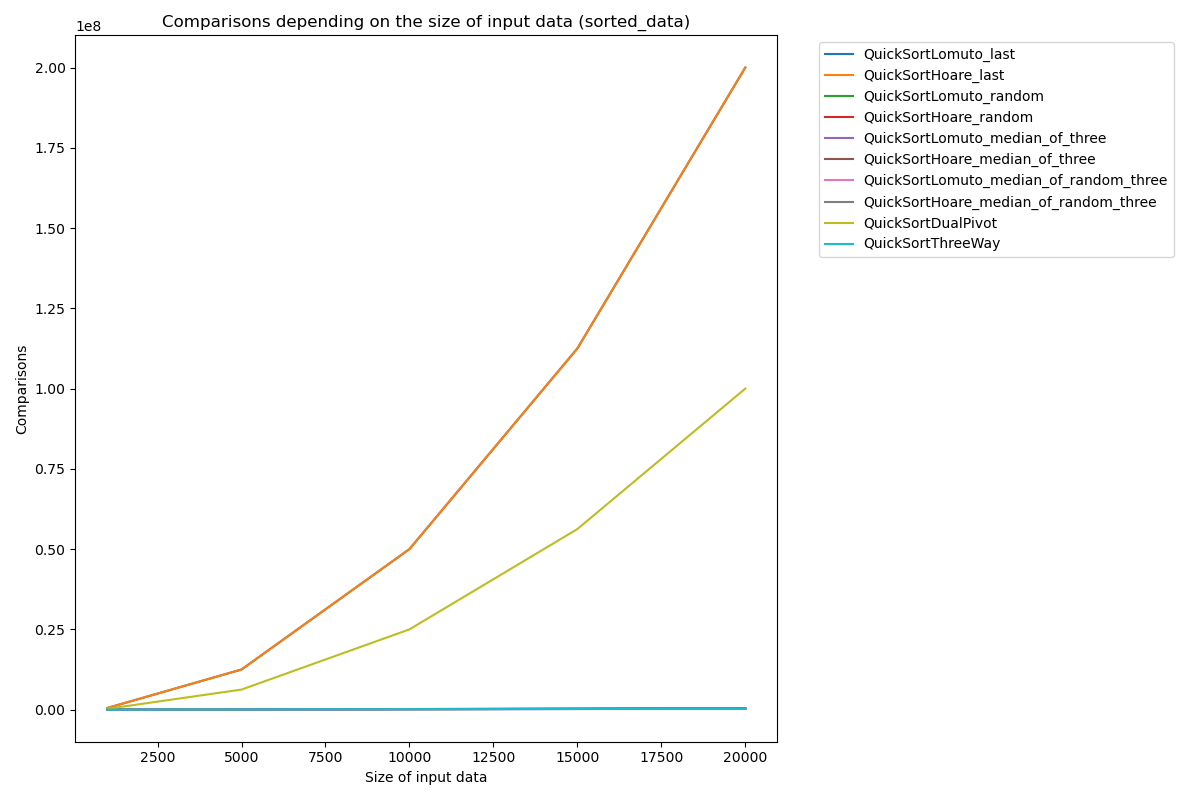 Comparisons depending on the size of input data (sorted_data)
1e8
2.00
1.75
1.50
1.25
1.00
0.75
0.50
0.25
0.00
Comparisons
2500 5000 7500 10000 12500 15000 17500 20000
Size of input data
QuickSortLomuto_last
QuickSortHoare_last
QuickSortLomuto_random
QuickSortHoare_random
QuickSortLomuto_median_of_three
QuickSortHoare_median_of_three
QuickSortLomuto_median_of_random_three
QuickSortHoare_median_of_random_three
QuickSortDualPivot
QuickSortThreeWay